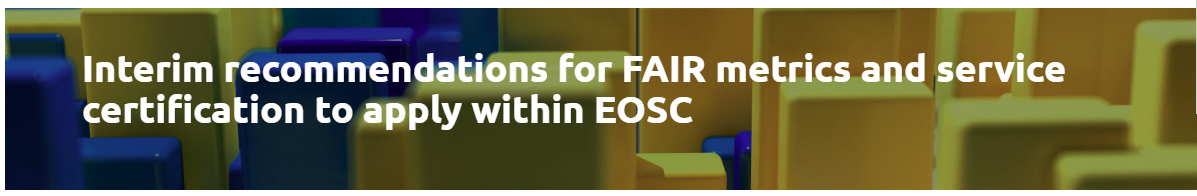 Interim recommendations for FAIR metrics and service
certification to apply within EOSC